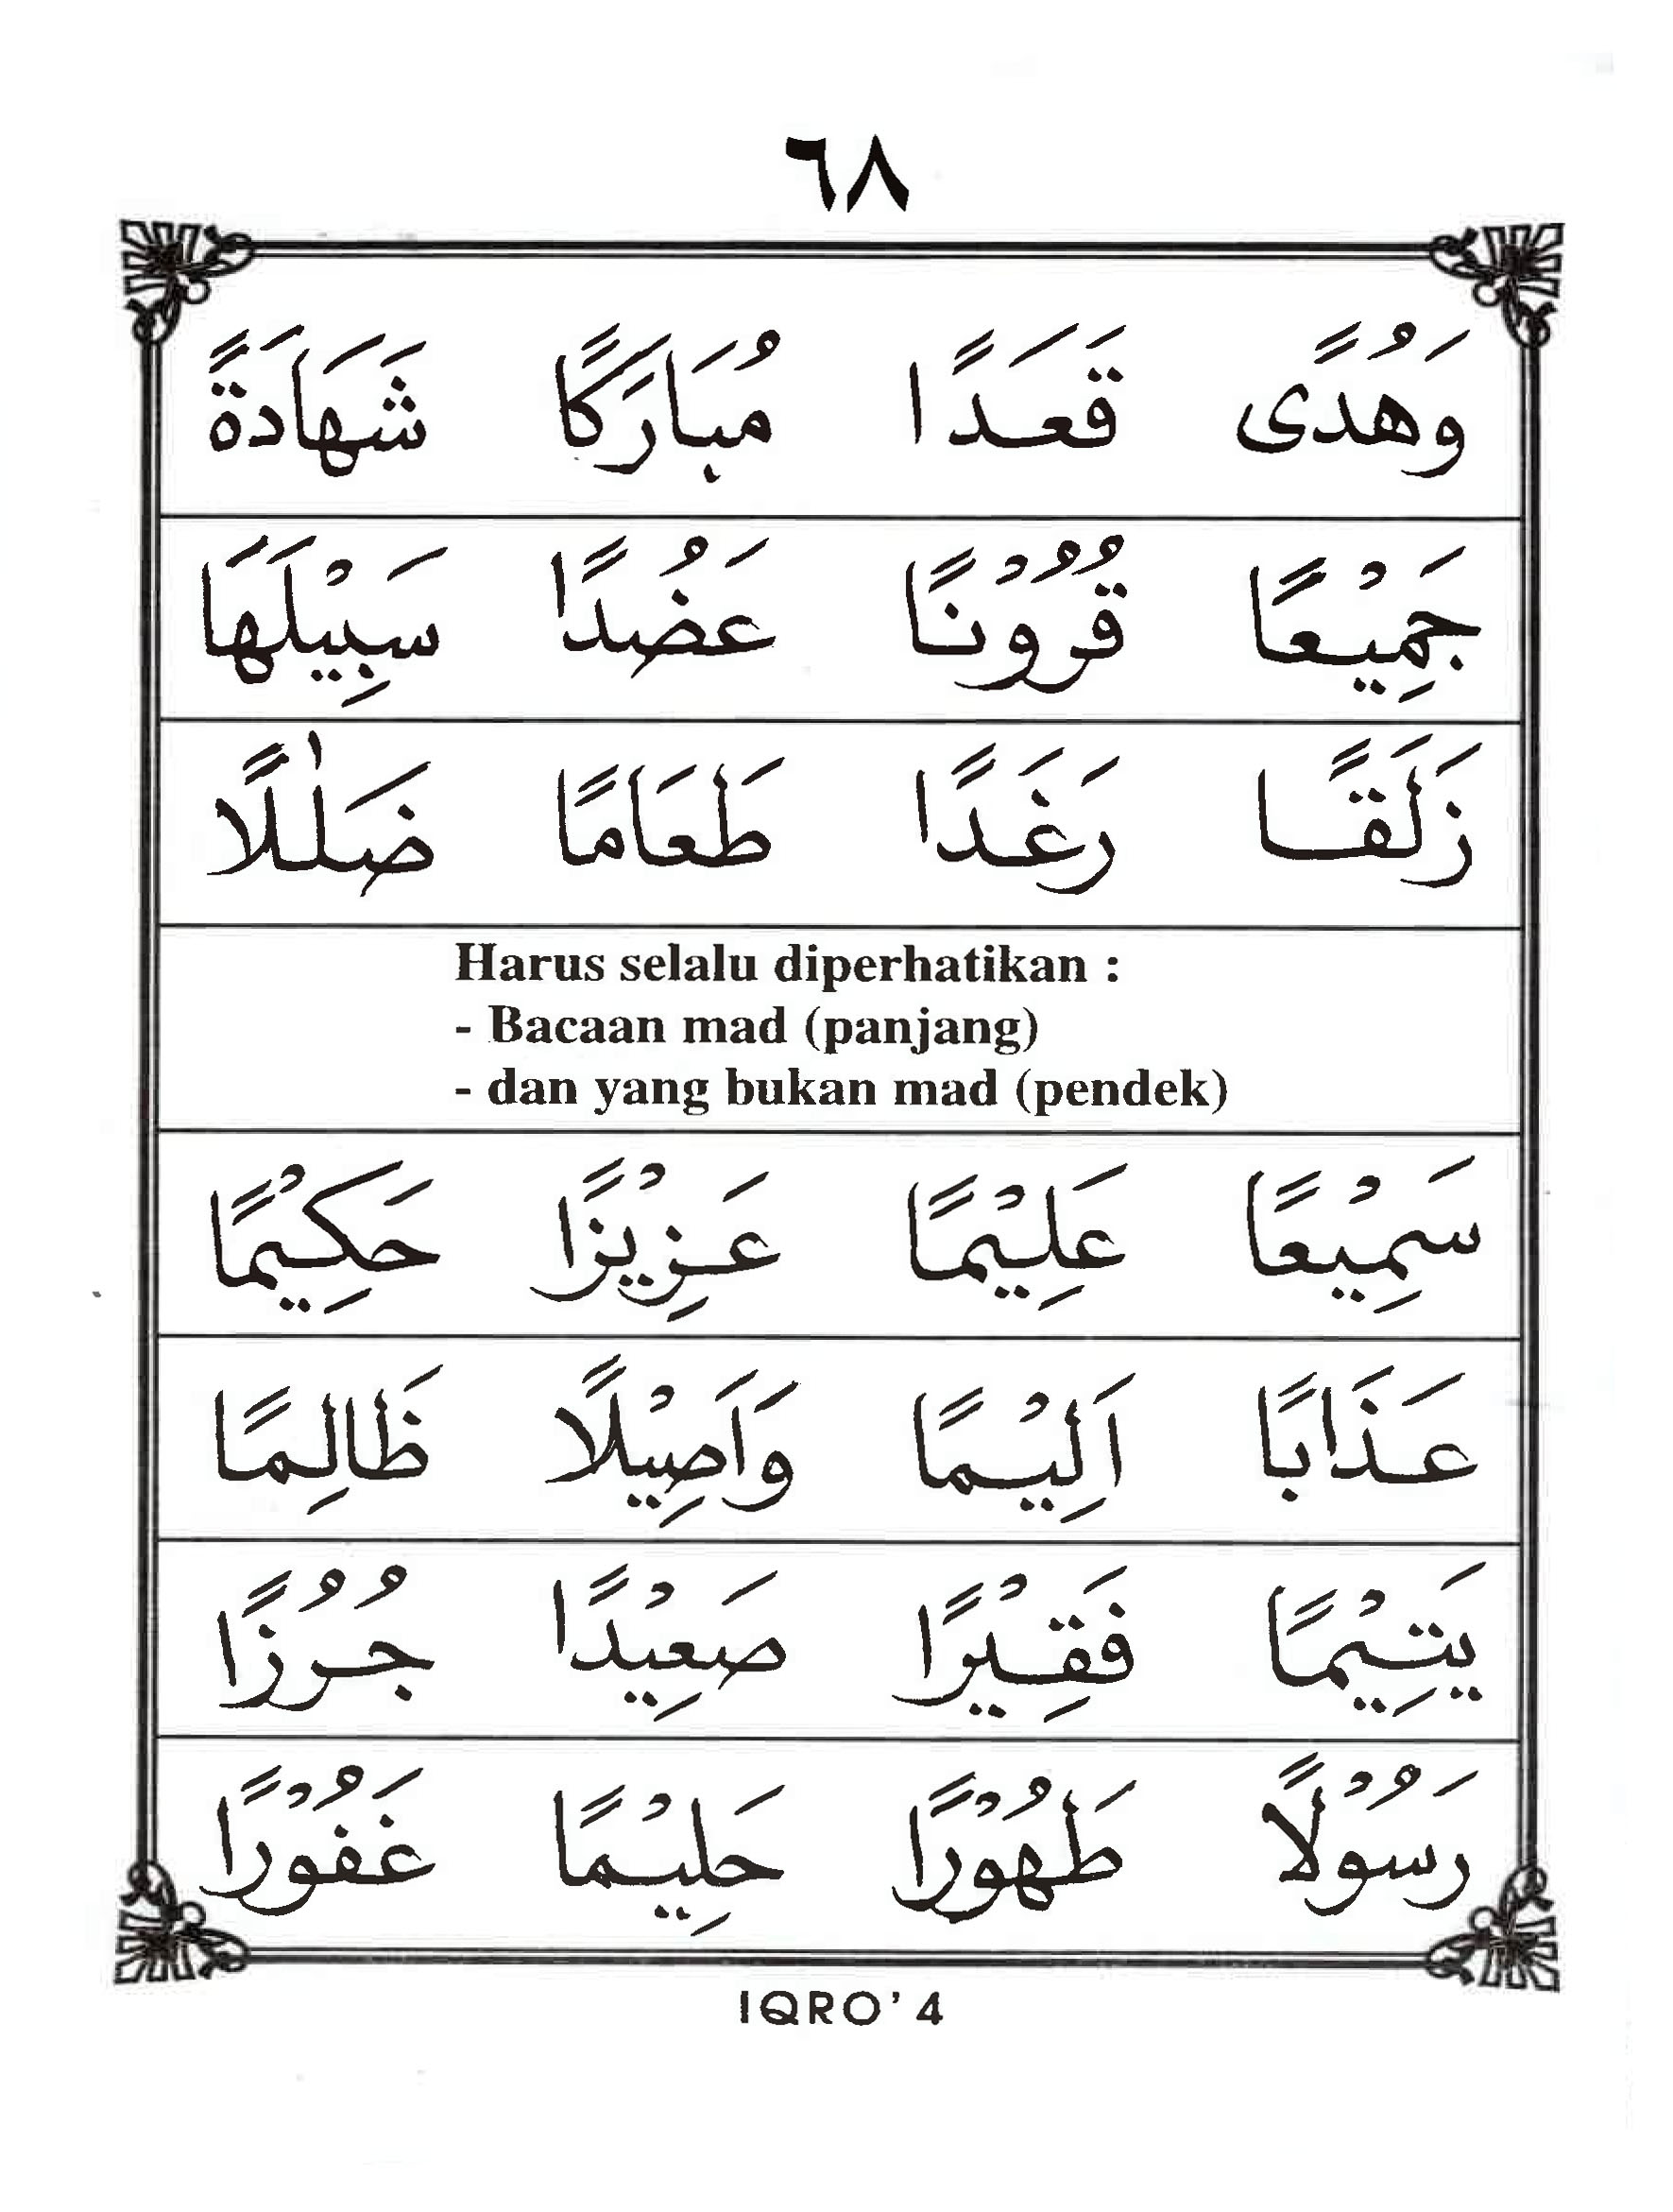 ٦٨
وَهُدًى قَعَدًا مُبَارَكًا شَهَادَةً
جَمِيْعًا قُرُوْنًا عَضُدًا سَبِيْلَهَا
زَلَقًا رَغَدًا طَعَامًا ضَلٰلًا
Harus selalu diperhatikan :
- Bacaan mad (panjang)
- dan yang bukan mad (pendek)
سَمِيْعًا عَلِيْمًا عَزِيْزًا حَكِيْمًا
عَذَابًا اَلِيْمًا وَاَصِيْلًا ظَالِمًا
يَتِيْمًا فَقِيْرًا صَعِيْدًا جُرُزًا
رَسُوْلًا طَهُوْرًا حَلِيْمًا غَفُوْرًا
IQRO' 4